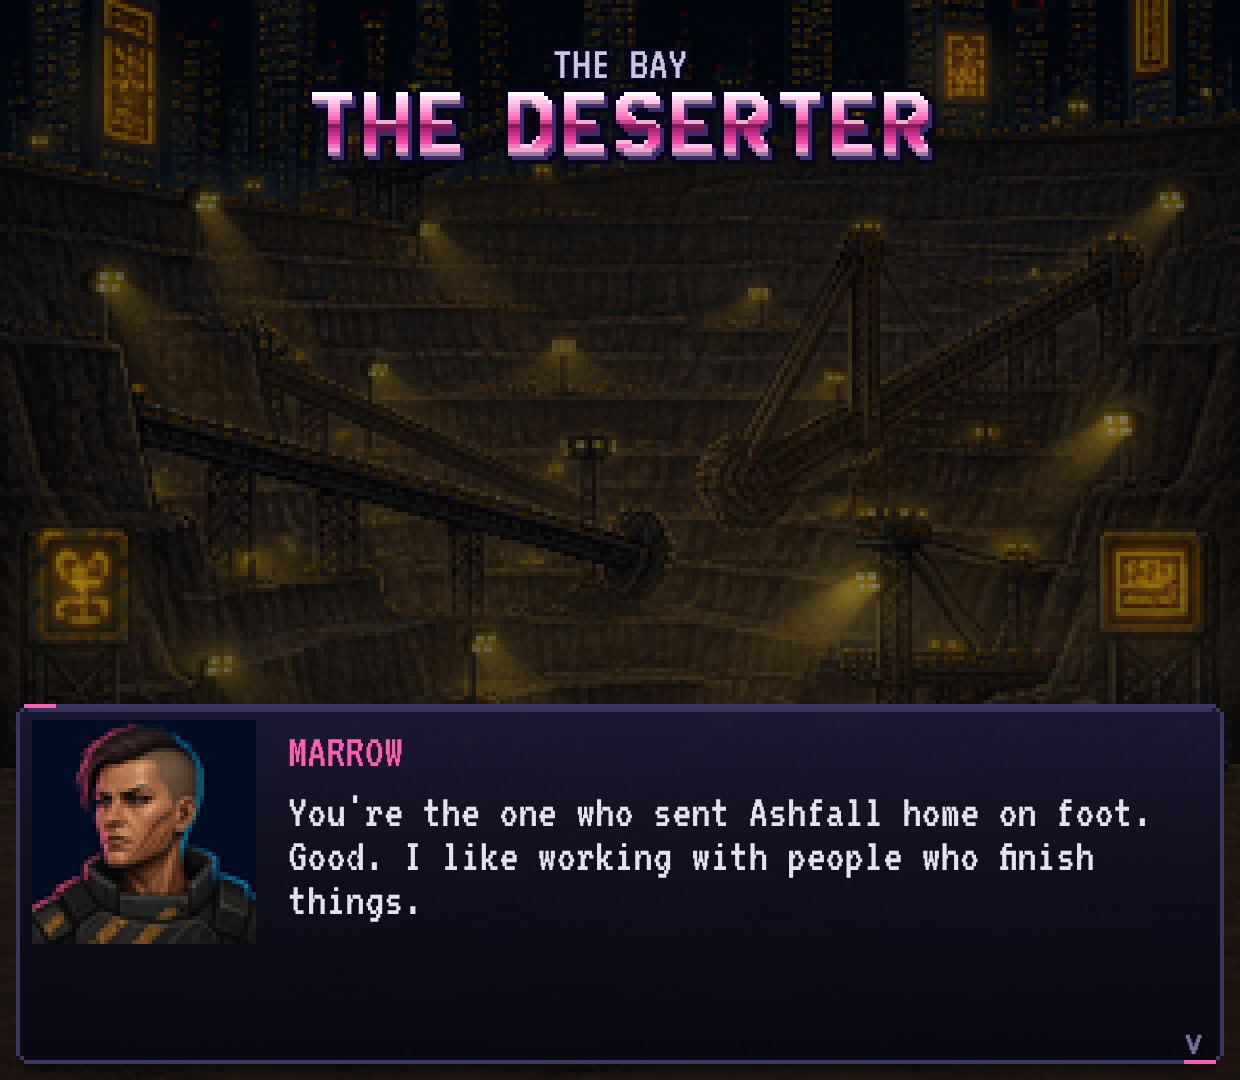 THE BAY
THE DESERTER
MARROW
You're the one who sent Ashfall home on foot.
Good. I like working with people who finish
things.
v